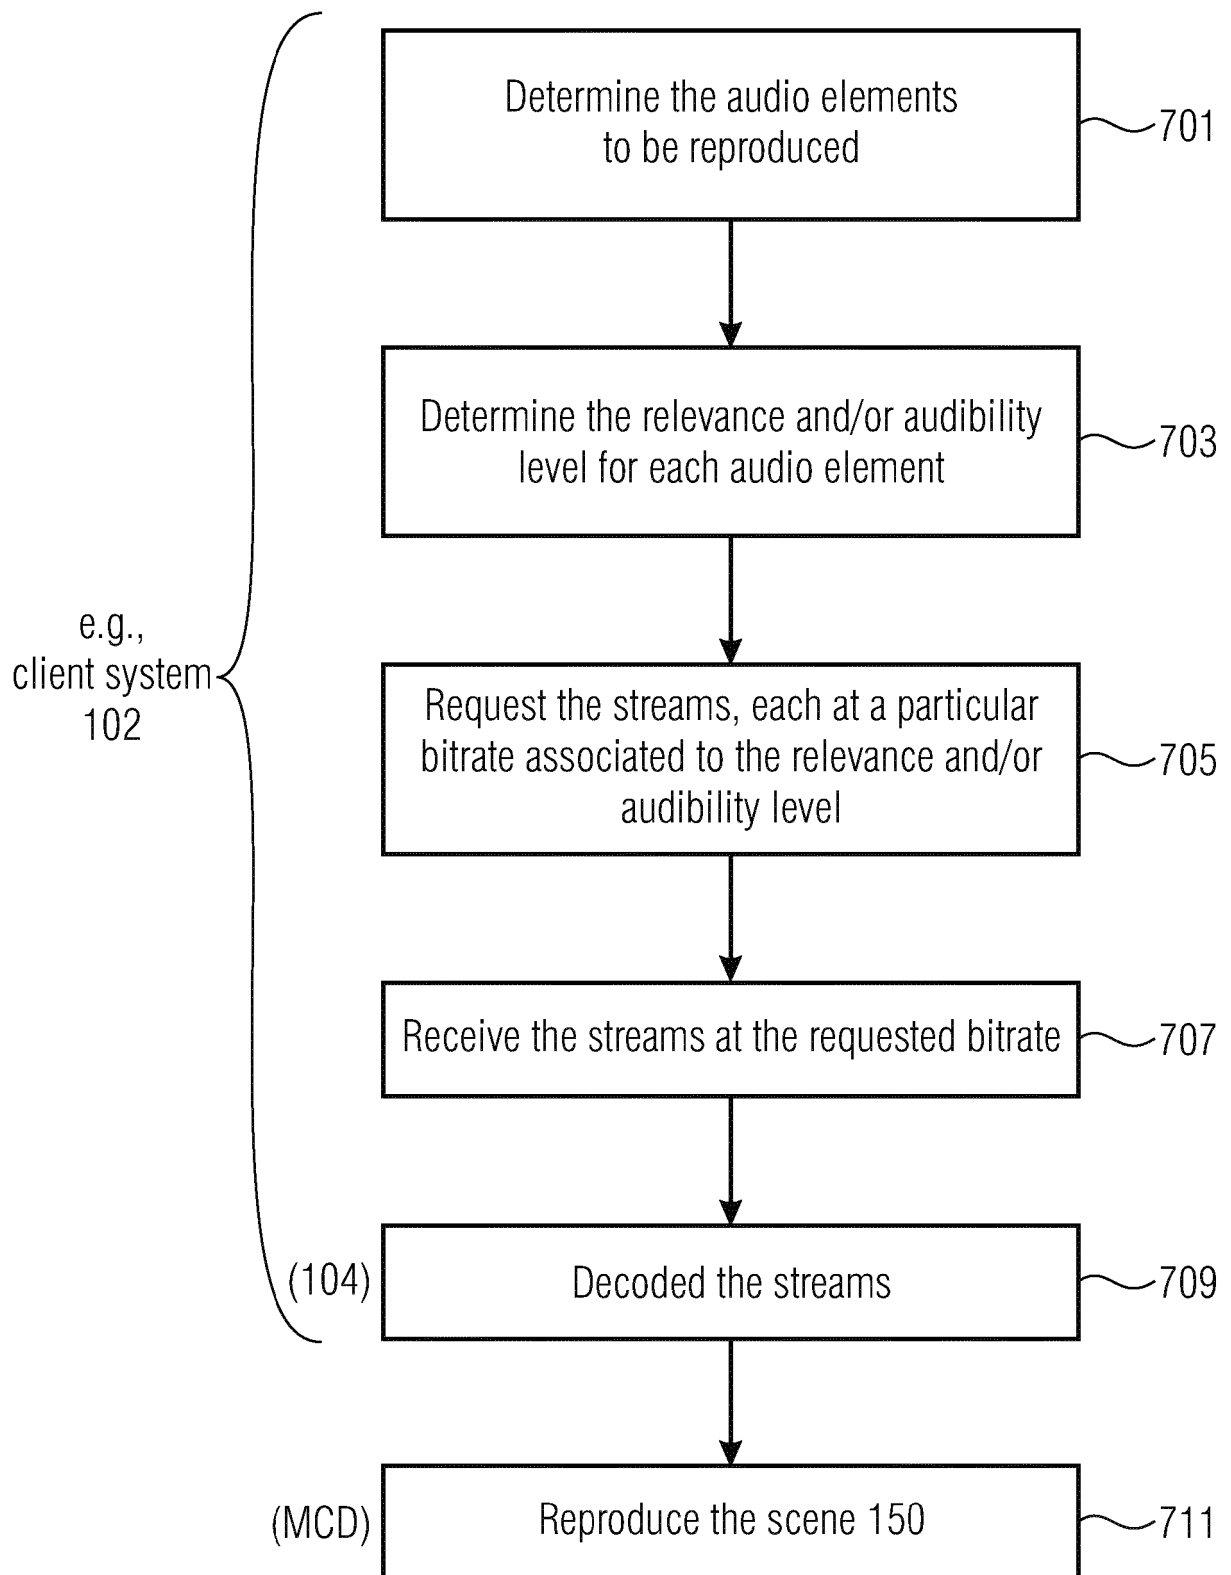 Determine the audio elements
to be reproduced
701
Determine the relevance and/or audibility
level for each audio element
703
e.g.,
client system
102
Request the streams, each at a particular
bitrate associated to the relevance and/or
audibility level
705
Receive the streams at the requested bitrate
707
(104)
Decoded the streams
709
(MCD)
Reproduce the scene 150
711